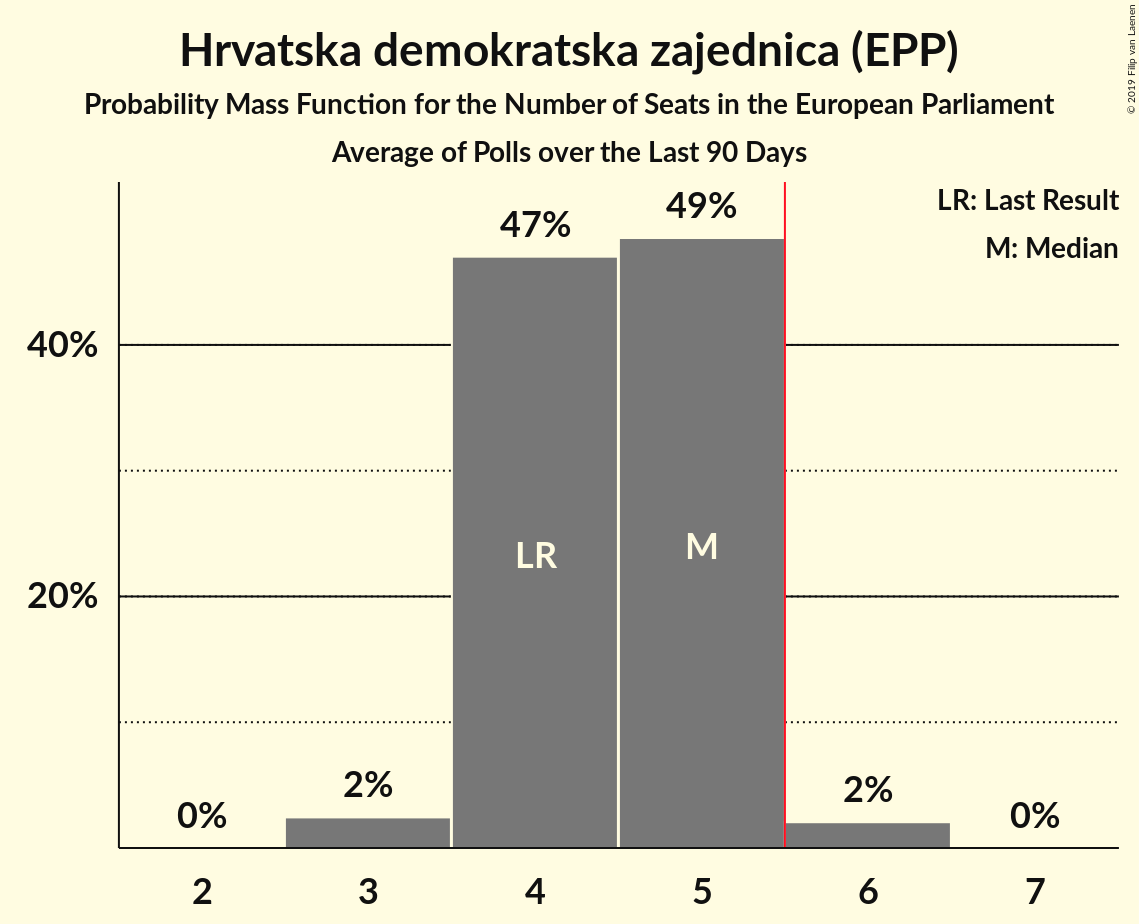 Hrvatska demokratska zajednica (EPP)
Probability Mass Function for the Number of Seats in the European Parliament
Average of Polls over the Last 90 Days
© 2019 Filip van Laenen
LR: Last Result
M: Median
49%
47%
40%
LR
M
20%
0%
2%
2%
0%
2 3 4 5 6 7